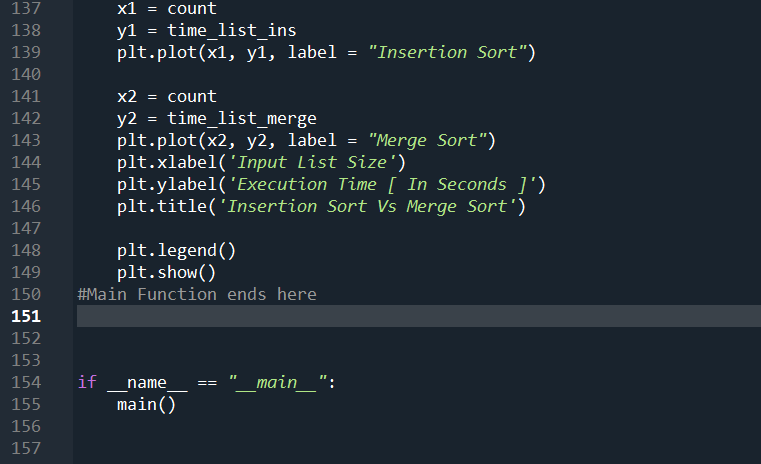 137     x1 = count
138     y1 = time_list_ins
139     plt.plot(x1, y1, label = "Insertion Sort")
140
141     x2 = count
142     y2 = time_list_merge
143     plt.plot(x2, y2, label = "Merge Sort")
144     plt.xlabel('Input List Size')
145     plt.ylabel('Execution Time [ In Seconds ]')
146     plt.title('Insertion Sort Vs Merge Sort')
147
148     plt.legend()
149     plt.show()
150 #Main Function ends here
151
152
153
154 if __name__ == "__main__":
155     main()
156
157